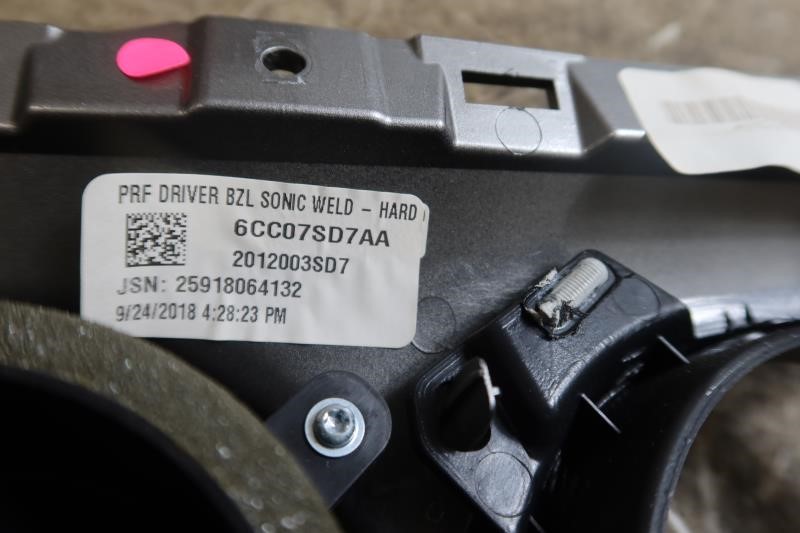 PRF DRIVER BZL SONIC WELD - HARD
6CC07SD7AA
2012003SD7
JSN: 25918064132
9/24/2018 4:28:23 PM